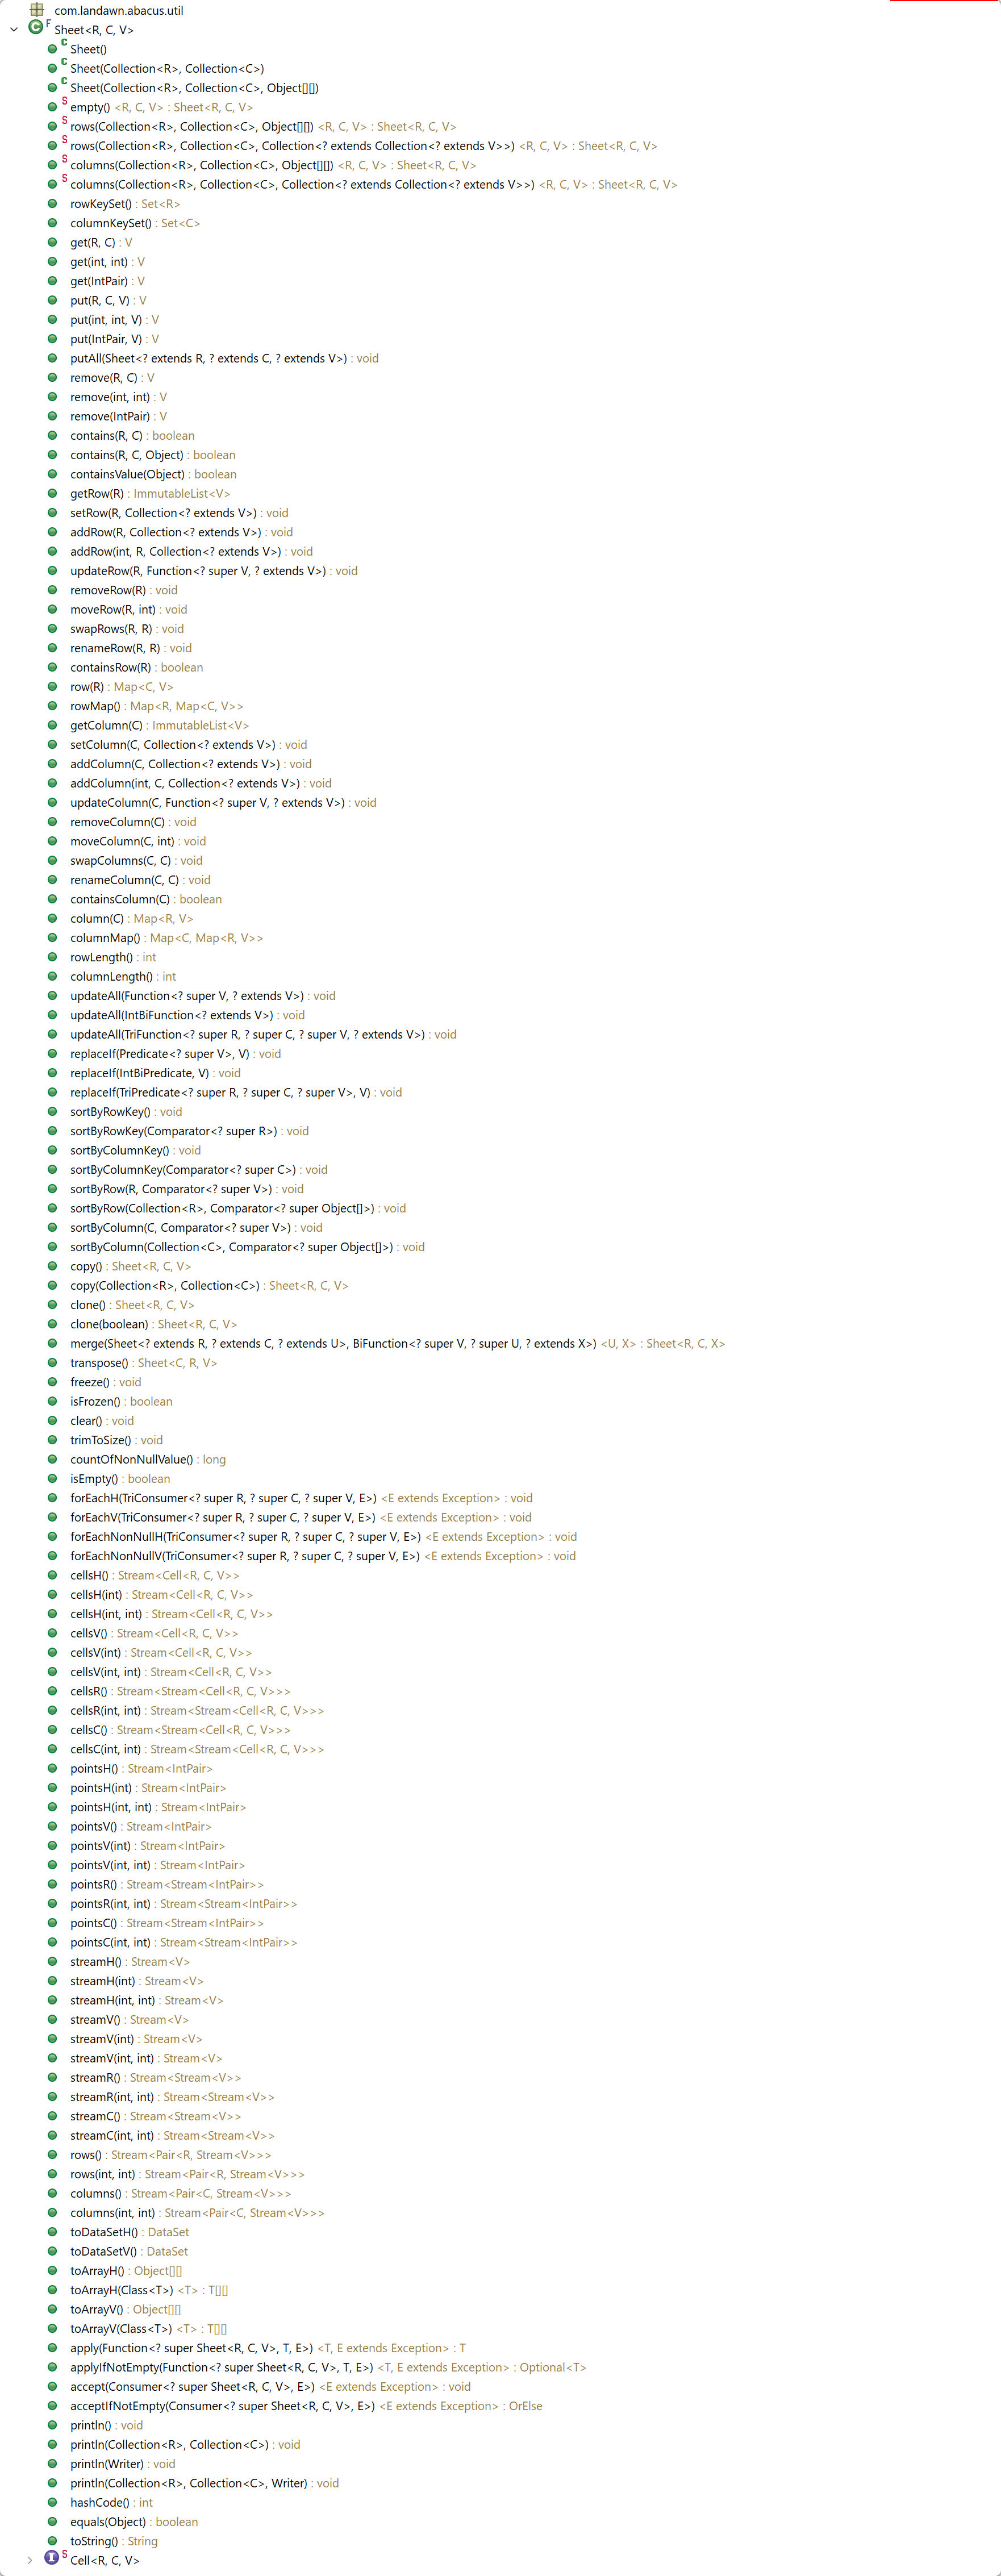 com.landawn.abacus.util
Sheet<R, C, V>
Sheet()
Sheet(Collection<R>, Collection<C>)
Sheet(Collection<R>, Collection<C>, Object[][])
empty() <R, C, V> : Sheet<R, C, V>
rows(Collection<R>, Collection<C>, Object[][]) <R, C, V> : Sheet<R, C, V>
rows(Collection<R>, Collection<C>, Collection<? extends Collection<? extends V>>) <R, C, V> : Sheet<R, C, V>
columns(Collection<R>, Collection<C>, Object[][]) <R, C, V> : Sheet<R, C, V>
columns(Collection<R>, Collection<C>, Collection<? extends Collection<? extends V>>) <R, C, V> : Sheet<R, C, V>
rowKeySet() : Set<R>
columnKeySet() : Set<C>
get(R, C) : V
get(int, int) : V
get(IntPair) : V
put(R, C, V) : V
put(int, int, V) : V
put(IntPair, V) : V
putAll(Sheet<? extends R, ? extends C, ? extends V>) : void
remove(R, C) : V
remove(int, int) : V
remove(IntPair) : V
contains(R, C) : boolean
contains(R, C, Object) : boolean
containsValue(Object) : boolean
getRow(R) : ImmutableList<V>
setRow(R, Collection<? extends V>) : void
addRow(R, Collection<? extends V>) : void
addRow(int, R, Collection<? extends V>) : void
updateRow(R, Function<? super V, ? extends V>) : void
removeRow(R) : void
moveRow(R, int) : void
swapRows(R, R) : void
renameRow(R, R) : void
containsRow(R) : boolean
row(R) : Map<C, V>
rowMap() : Map<R, Map<C, V>>
getColumn(C) : ImmutableList<V>
setColumn(C, Collection<? extends V>) : void
addColumn(C, Collection<? extends V>) : void
addColumn(int, C, Collection<? extends V>) : void
updateColumn(C, Function<? super V, ? extends V>) : void
removeColumn(C) : void
moveColumn(C, int) : void
swapColumns(C, C) : void
renameColumn(C, C) : void
containsColumn(C) : boolean
column(C) : Map<R, V>
columnMap() : Map<C, Map<R, V>>
rowLength() : int
columnLength() : int
updateAll(Function<? super V, ? extends V>) : void
updateAll(IntBiFunction<? extends V>) : void
updateAll(TriFunction<? super R, ? super C, ? super V, ? extends V>) : void
replaceIf(Predicate<? super V>, V) : void
replaceIf(IntBiPredicate, V) : void
replaceIf(TriPredicate<? super R, ? super C, ? super V>, V) : void
sortByRowKey() : void
sortByRowKey(Comparator<? super R>) : void
sortByColumnKey() : void
sortByColumnKey(Comparator<? super C>) : void
sortByRow(R, Comparator<? super V>) : void
sortByRow(Collection<R>, Comparator<? super Object[]>) : void
sortByColumn(C, Comparator<? super V>) : void
sortByColumn(Collection<C>, Comparator<? super Object[]>) : void
copy() : Sheet<R, C, V>
copy(Collection<R>, Collection<C>) : Sheet<R, C, V>
clone() : Sheet<R, C, V>
clone(boolean) : Sheet<R, C, V>
merge(Sheet<? extends R, ? extends C, ? extends U>, BiFunction<? super V, ? super U, ? extends X>) <U, X> : Sheet<R, C, X>
transpose() : Sheet<C, R, V>
freeze() : void
isFrozen() : boolean
clear() : void
trimToSize() : void
countOfNonNullValue() : long
isEmpty() : boolean
forEachH(TriConsumer<? super R, ? super C, ? super V, E>) <E extends Exception> : void
forEachV(TriConsumer<? super R, ? super C, ? super V, E>) <E extends Exception> : void
forEachNonNullH(TriConsumer<? super R, ? super C, ? super V, E>) <E extends Exception> : void
forEachNonNullV(TriConsumer<? super R, ? super C, ? super V, E>) <E extends Exception> : void
cellsH() : Stream<Cell<R, C, V>>
cellsH(int) : Stream<Cell<R, C, V>>
cellsH(int, int) : Stream<Cell<R, C, V>>
cellsV() : Stream<Cell<R, C, V>>
cellsV(int) : Stream<Cell<R, C, V>>
cellsV(int, int) : Stream<Cell<R, C, V>>
cellsR() : Stream<Stream<Cell<R, C, V>>>
cellsR(int, int) : Stream<Stream<Cell<R, C, V>>>
cellsC() : Stream<Stream<Cell<R, C, V>>>
cellsC(int, int) : Stream<Stream<Cell<R, C, V>>>
pointsH() : Stream<IntPair>
pointsH(int) : Stream<IntPair>
pointsH(int, int) : Stream<IntPair>
pointsV() : Stream<IntPair>
pointsV(int) : Stream<IntPair>
pointsV(int, int) : Stream<IntPair>
pointsR() : Stream<Stream<IntPair>>
pointsR(int, int) : Stream<Stream<IntPair>>
pointsC() : Stream<Stream<IntPair>>
pointsC(int, int) : Stream<Stream<IntPair>>
streamH() : Stream<V>
streamH(int) : Stream<V>
streamH(int, int) : Stream<V>
streamV() : Stream<V>
streamV(int) : Stream<V>
streamV(int, int) : Stream<V>
streamR() : Stream<Stream<V>>
streamR(int, int) : Stream<Stream<V>>
streamC() : Stream<Stream<V>>
streamC(int, int) : Stream<Stream<V>>
rows() : Stream<Pair<R, Stream<V>>>
rows(int, int) : Stream<Pair<R, Stream<V>>>
columns() : Stream<Pair<C, Stream<V>>>
columns(int, int) : Stream<Pair<C, Stream<V>>>
toDataSetH() : DataSet
toDataSetV() : DataSet
toArrayH() : Object[][]
toArrayH(Class<T>) <T> : T[][]
toArrayV() : Object[][]
toArrayV(Class<T>) <T> : T[][]
apply(Function<? super Sheet<R, C, V>, T, E>) <T, E extends Exception> : T
applyIfNotEmpty(Function<? super Sheet<R, C, V>, T, E>) <T, E extends Exception> : Optional<T>
accept(Consumer<? super Sheet<R, C, V>, E>) <E extends Exception> : void
acceptIfNotEmpty(Consumer<? super Sheet<R, C, V>, E>) <E extends Exception> : OrElse
println() : void
println(Collection<R>, Collection<C>) : void
println(Writer) : void
println(Collection<R>, Collection<C>, Writer) : void
hashCode() : int
equals(Object) : boolean
toString() : String
Cell<R, C, V>